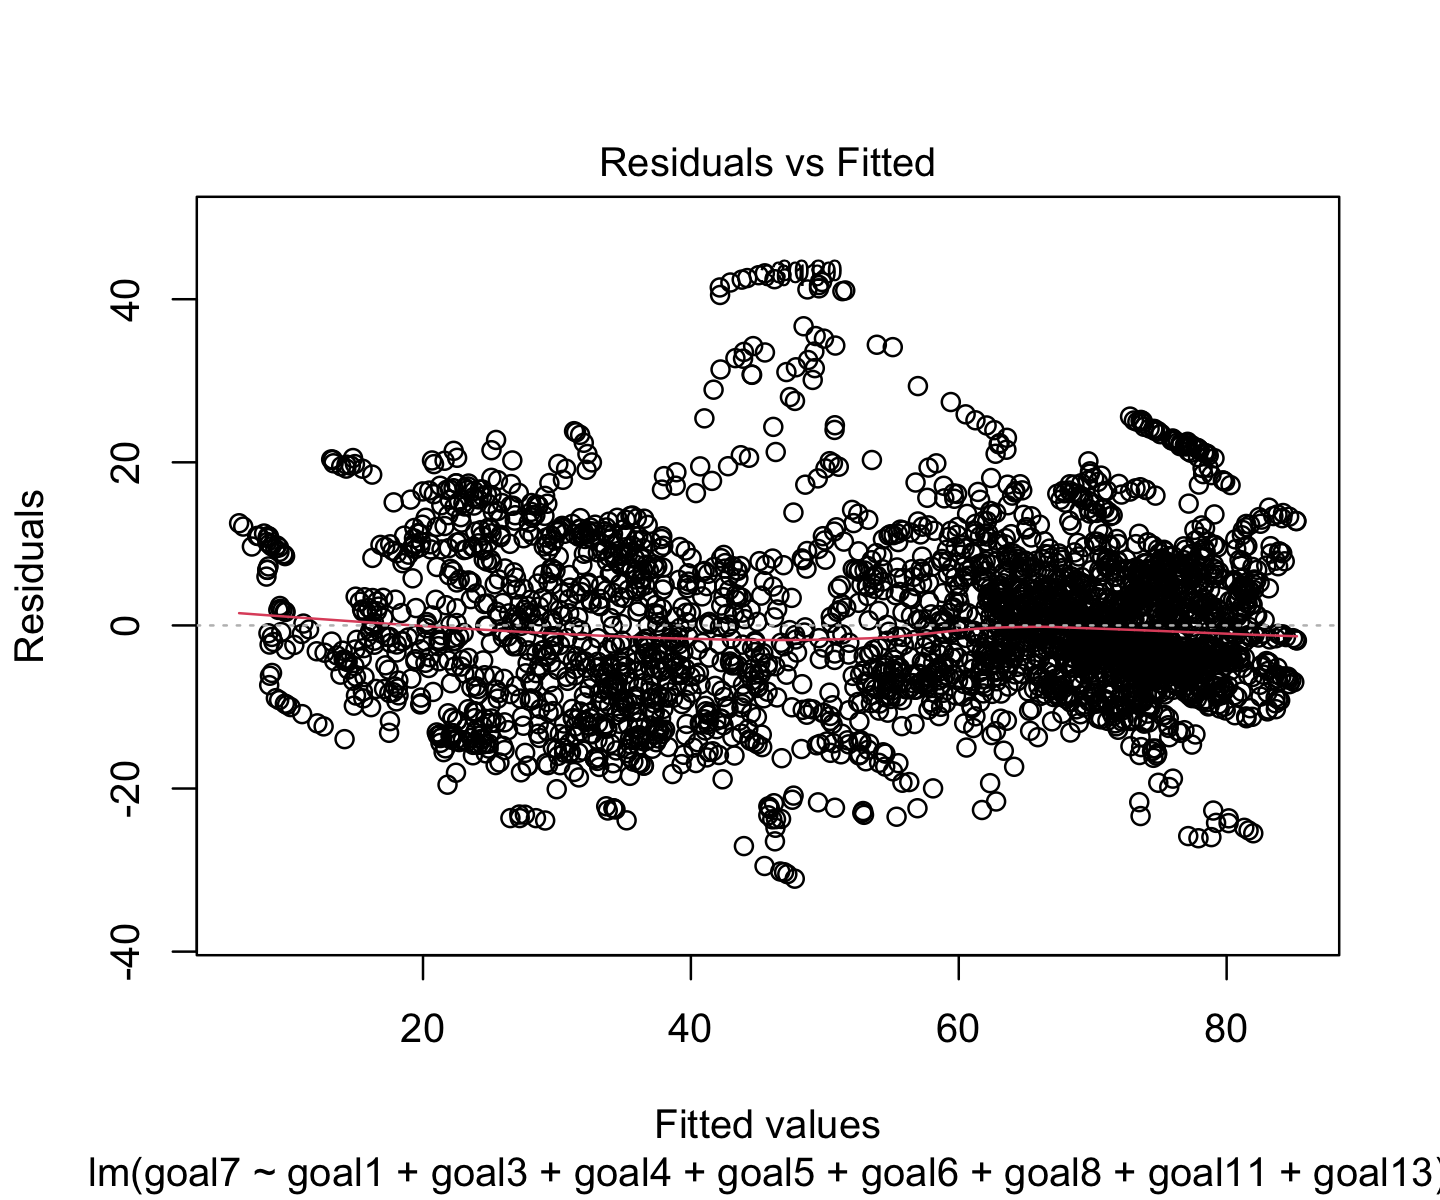 Residuals vs Fitted
Residuals
40
20
0
-20
-40
20 40 60 80
Fitted values
lm(goal7 ~ goal1 + goal3 + goal4 + goal5 + goal6 + goal8 + goal11 + goal13)